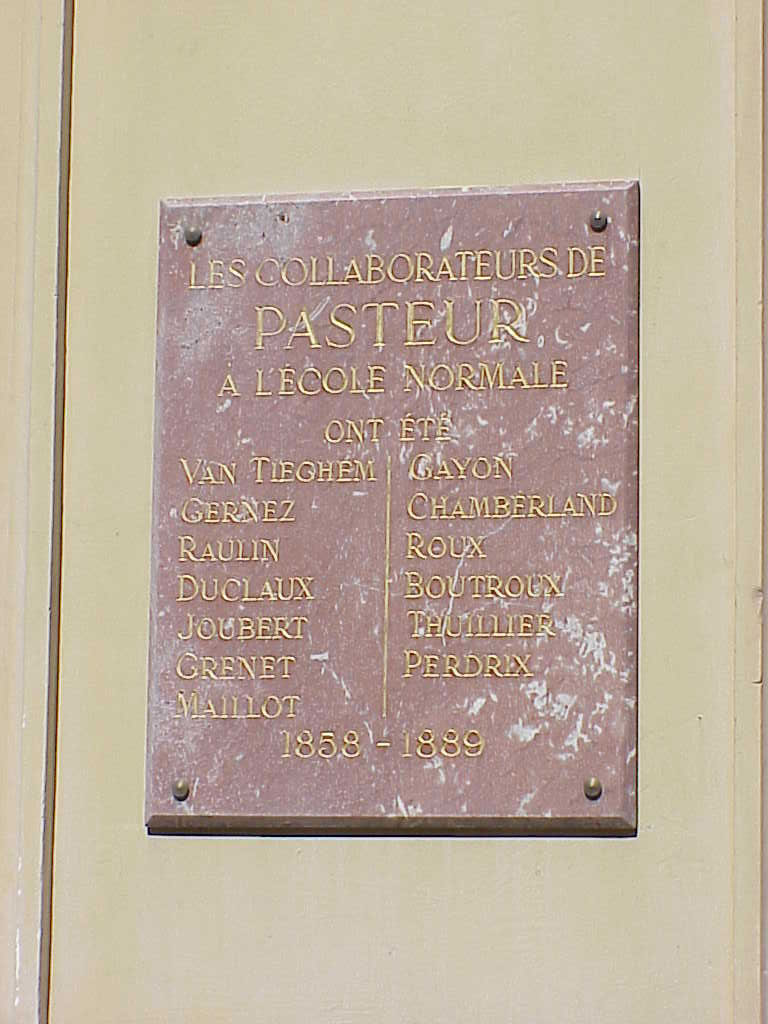 LES COLLABORATEURS DE
PASTEUR
A L'ÉCOLE NORMALE
ONT ÉTÉ
VAN TIEGHEM
GERNEZ
RAULIN
DUCLAUX
JOUBERT
GRENET
MAILLOT
GAYON
CHAMBERLAND
ROUX
BOUTROUX
THUILLIER
PERDRIX
1858 - 1889